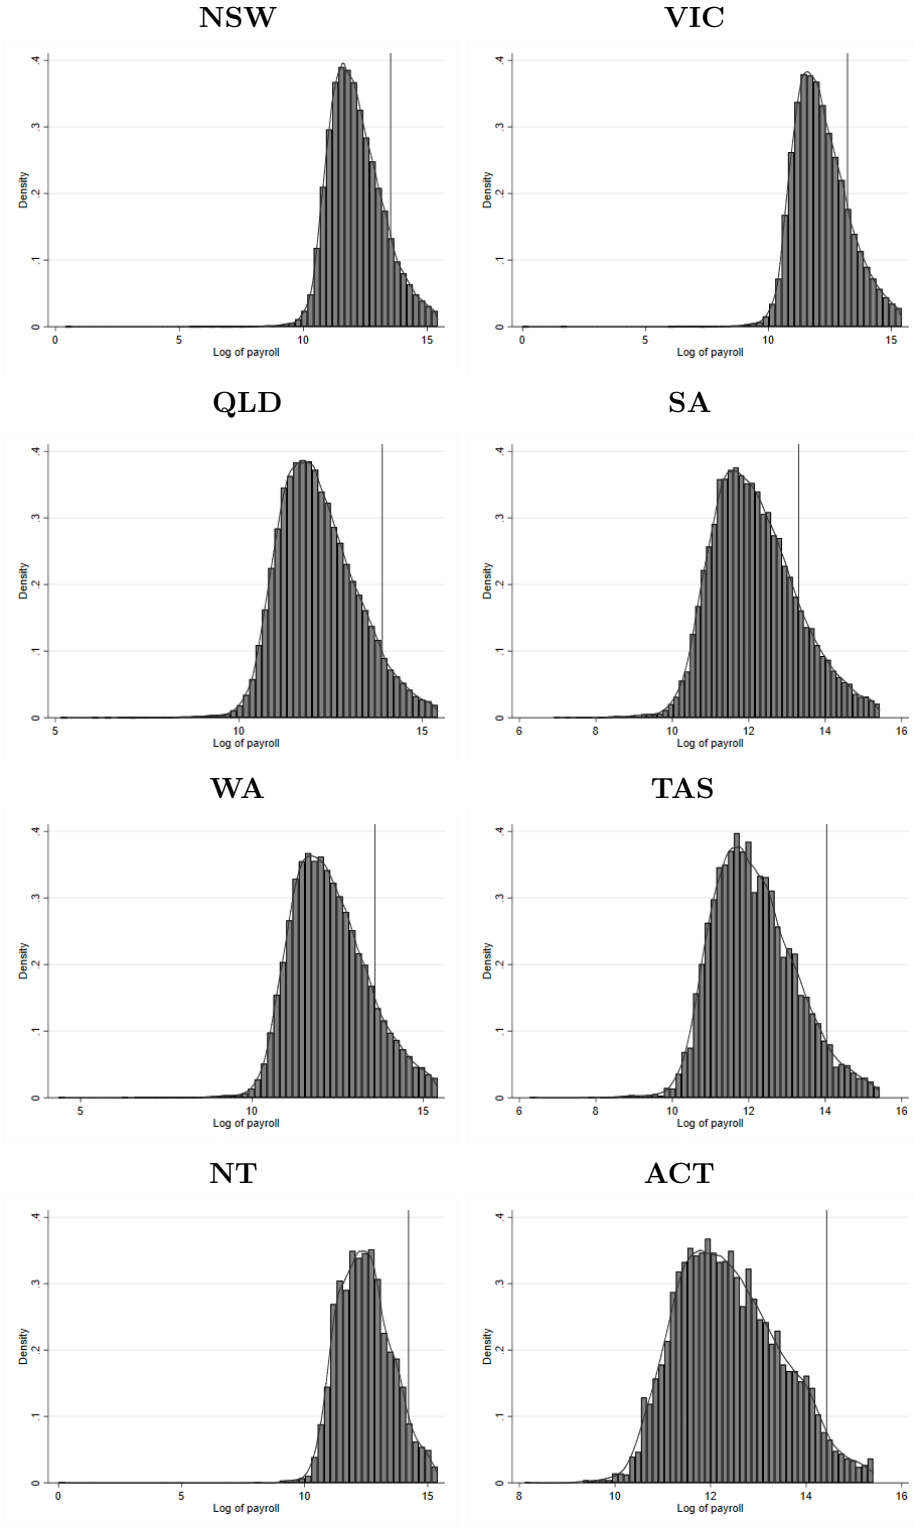 NSW
VIC
Density
0 .1 .2 .3 .4
0 5 10 15
Log of payroll
Density
0 .1 .2 .3 .4
0 5 10 15
Log of payroll
QLD
SA
Density
0 .1 .2 .3 .4
5 10 15
Log of payroll
Density
0 .1 .2 .3 .4
6 8 10 12 14 16
Log of payroll
WA
TAS
Density
0 .1 .2 .3 .4
5 10 15
Log of payroll
Density
0 .1 .2 .3 .4
6 8 10 12 14 16
Log of payroll
NT
ACT
Density
0 .1 .2 .3 .4
0 5 10 15
Log of payroll
Density
0 .1 .2 .3 .4
8 10 12 14 16
Log of payroll